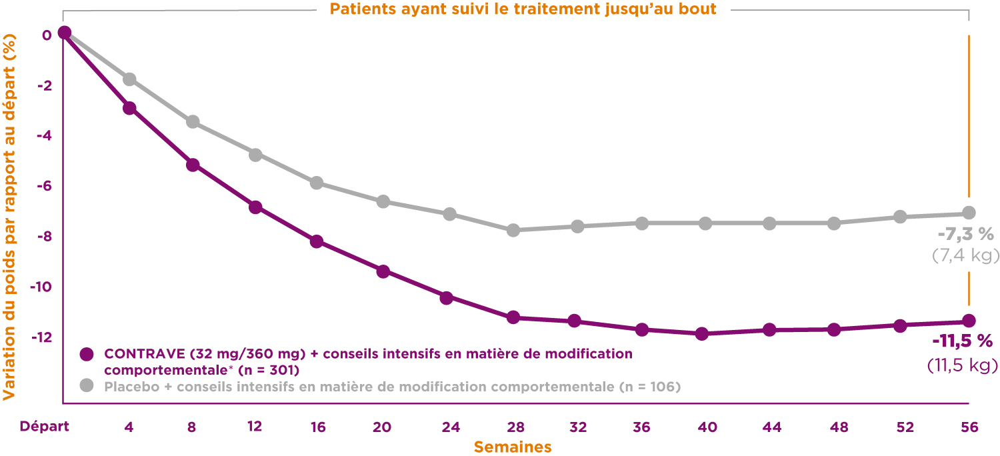 Patients ayant suivi le traitement jusqu’au bout
Variation du poids par rapport au départ (%)
0
-2
-4
-6
-8
-10
-12
-7,3 %
(7,4 kg)
-11,5 %
(11,5 kg)
CONTRAVE (32 mg/360 mg) + conseils intensifs en matière de modification
comportementale* (n = 301)
Placebo + conseils intensifs en matière de modification comportementale (n = 106)
Départ 4 8 12 16 20 24 28 32 36 40 44 48 52 56
Semaines